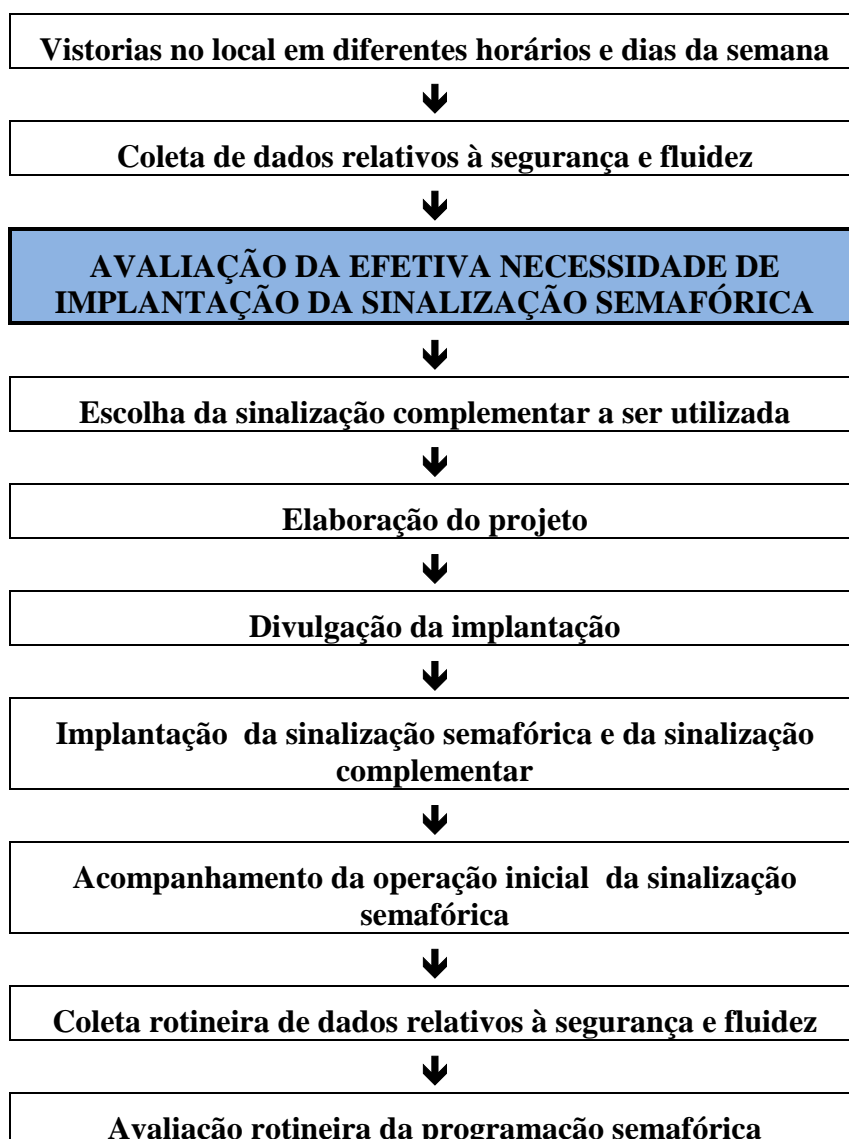 Vistorias no local em diferentes horários e dias da semana
Coleta de dados relativos à segurança e fluidez
AVALIAÇÃO DA EFETIVA NECESSIDADE DE
IMPLANTAÇÃO DA SINALIZAÇÃO SEMAFÓRICA
Escolha da sinalização complementar a ser utilizada
Elaboração do projeto
Divulgação da implantação
Implantação da sinalização semafórica e da sinalização
complementar
Acompanhamento da operação inicial da sinalização
semafórica
Coleta rotineira de dados relativos à segurança e fluidez
Avaliação rotineira da programação semafórica